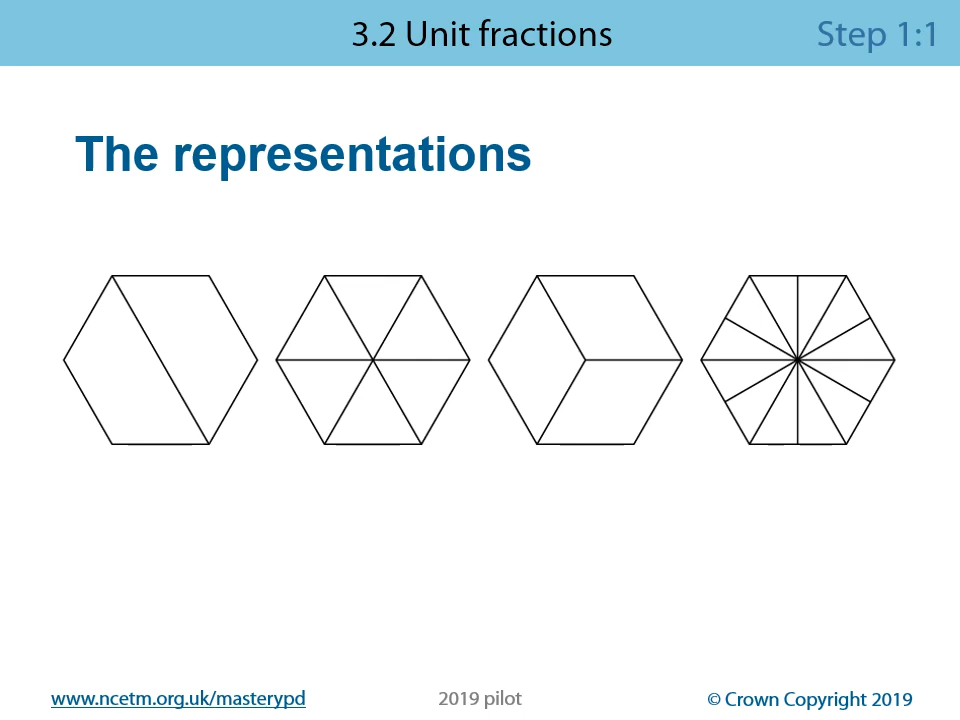 3.2 Unit fractions
Step 1:1
The representations
www.ncetm.org.uk/masterypd
2019 pilot
© Crown Copyright 2019